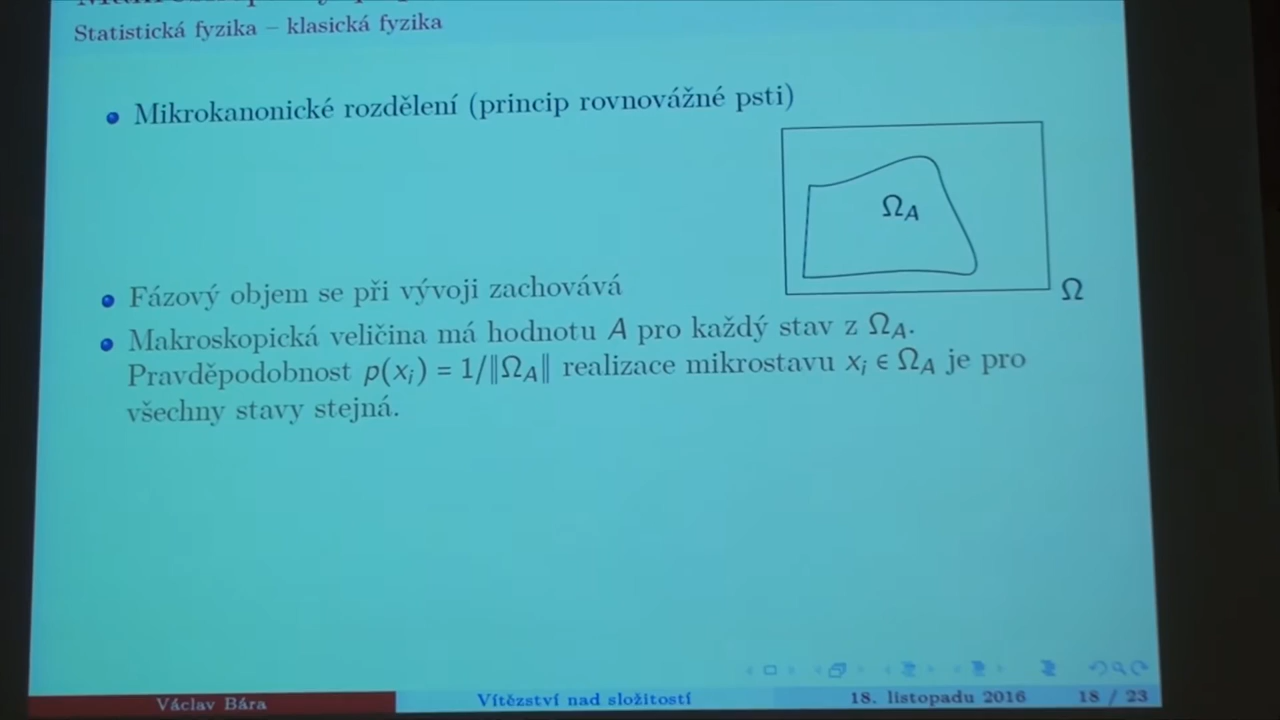 Statistická fyzika – klasická fyzika
Mikrokanonické rozdělení (princip rovnovážné psti)
Ω_A
Ω
Fázový objem se při vývoji zachovává
Makroskopická veličina má hodnotu A pro každý stav z Ω_A.
Pravděpodobnost p(x_i) = 1/‖Ω_A‖ realizace mikrostavu x_i ∈ Ω_A je pro
všechny stavy stejná.
Václav Bára Vítězství nad složitostí 18. listopadu 2016 18 / 23